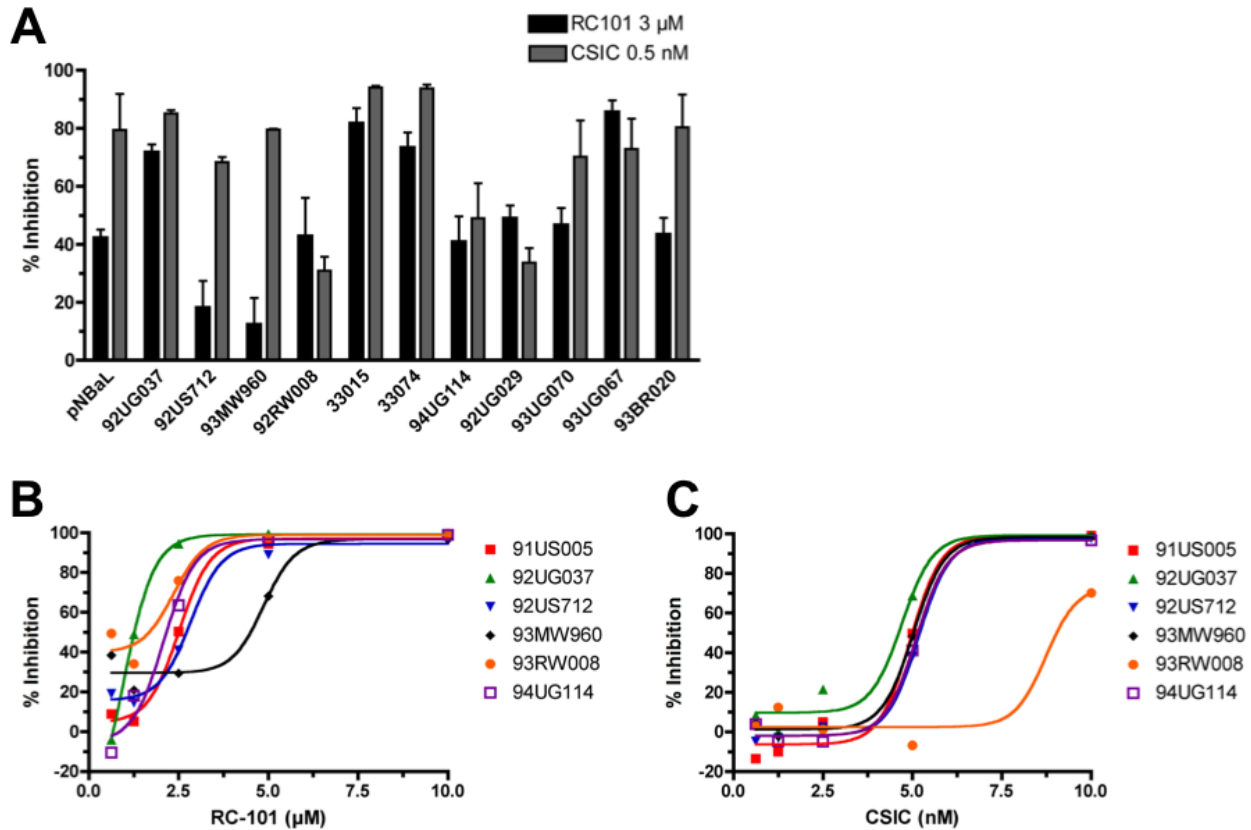 A
RC101 3 µM
CSIC 0.5 nM
% Inhibition
100
80
60
40
20
0
pNBaL
92UG037
92US712
93MW960
92RW008
33015
33074
94UG114
92UG029
93UG070
93UG067
93BR020
B
% Inhibition
100
80
60
40
20
0
-20
0.0
2.5
5.0
7.5
10.0
RC-101 (µM)
91US005
92UG037
92US712
93MW960
93RW008
94UG114
C
% Inhibition
100
80
60
40
20
0
-20
0.0
2.5
5.0
7.5
10.0
CSIC (nM)
91US005
92UG037
92US712
93MW960
93RW008
94UG114